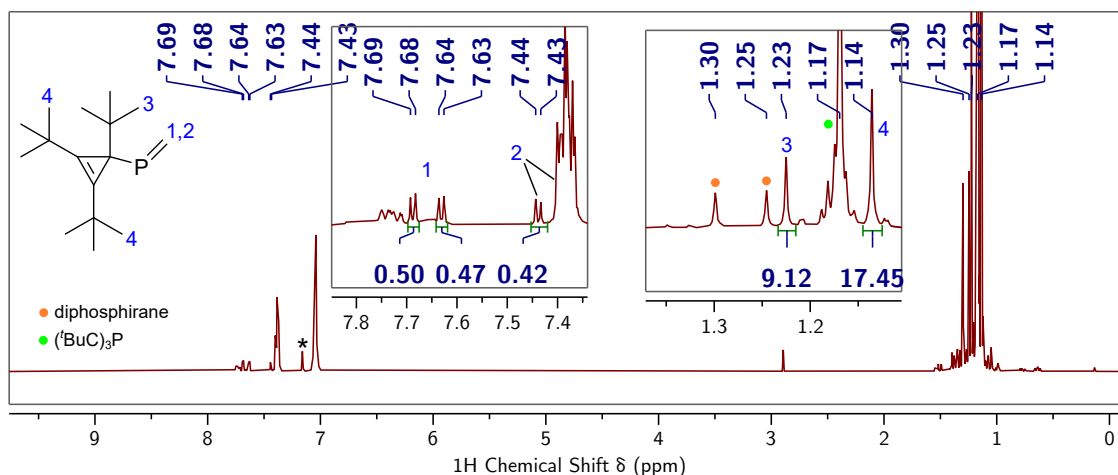 7.69 7.68 7.64 7.63 7.44 7.43
7.69 7.68 7.64 7.63 7.44 7.43
1.30 1.25 1.23 1.17 1.14
1.30 1.25 1.23 1.17 1.14
4
3
1,2
P
4
1
2
3
4
0.50 0.47 0.42
9.12 17.45
7.8 7.7 7.6 7.5 7.4
1.3 1.2
diphosphirane
(ᵗBuC)₃P
*
9 8 7 6 5 4 3 2 1 0
1H Chemical Shift δ (ppm)